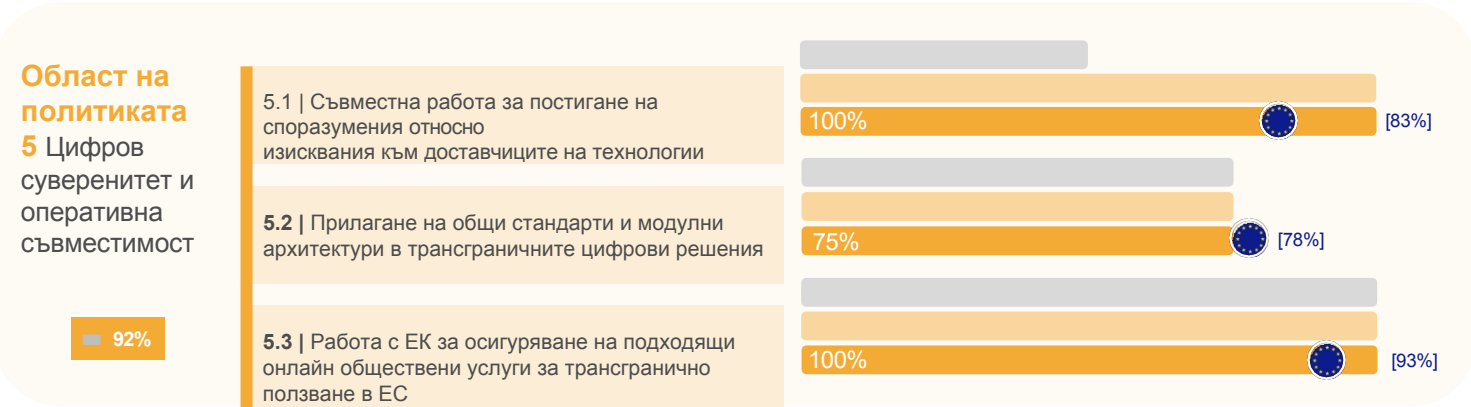 Област на
политиката
5 Цифров
суверенитет и
оперативна
съвместимост
92%
5.1 | Съвместна работа за постигане на
споразумения относно
изисквания към доставчиците на технологии
100%
[83%]
5.2 | Прилагане на общи стандарти и модулни
архитектури в трансграничните цифрови решения
75%
[78%]
5.3 | Работа с ЕК за осигуряване на подходящи
онлайн обществени услуги за трансгранично
ползване в ЕС
100%
[93%]